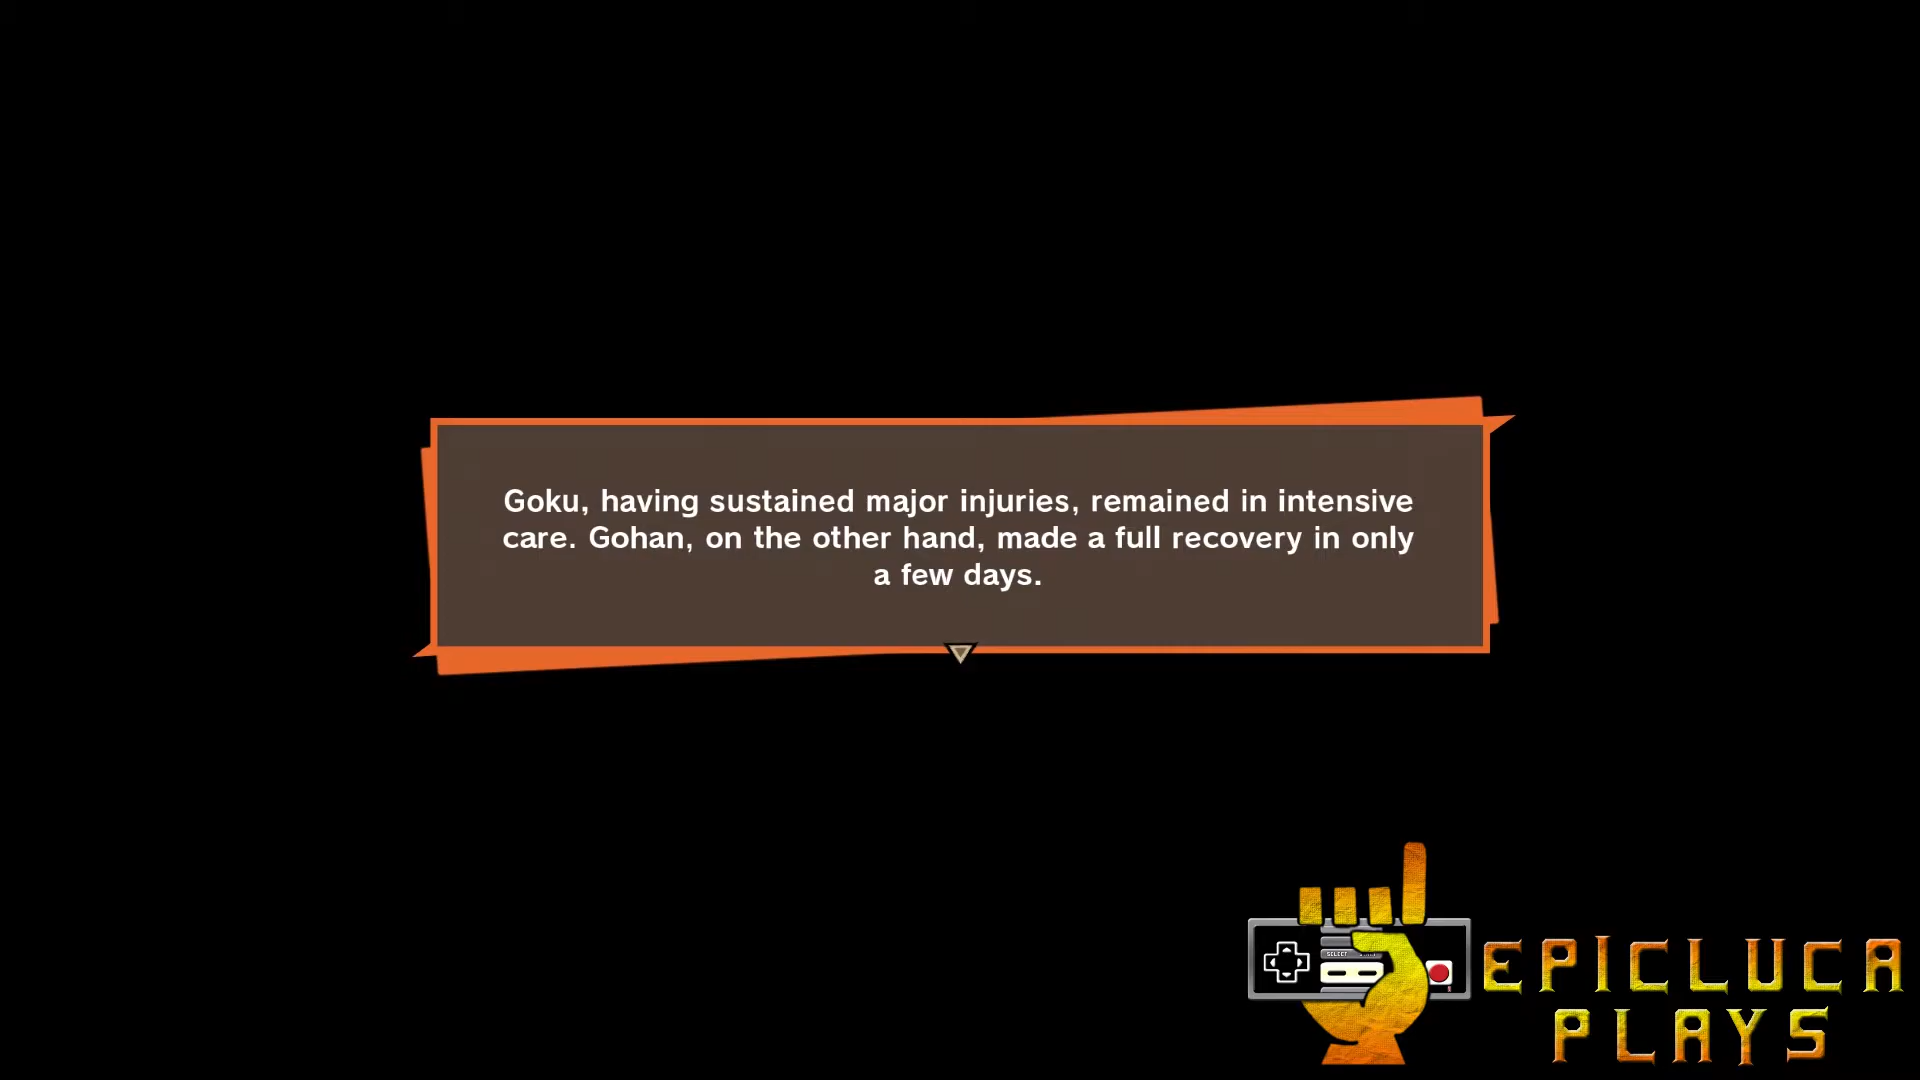 Goku, having sustained major injuries, remained in intensive
care. Gohan, on the other hand, made a full recovery in only
a few days.
SELECT
EPICLUCA
PLAYS